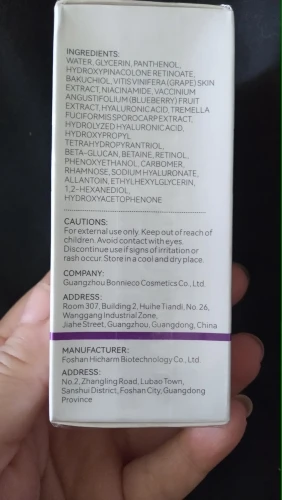 INGREDIENTS:
WATER, GLYCERIN, PANTHENOL,
HYDROXYPINACOLONE RETINOATE,
BAKUCHIOL, VITIS VINIFERA (GRAPE) SKIN
EXTRACT, NIACINAMIDE, VACCINIUM
ANGUSTIFOLIUM (BLUEBERRY) FRUIT
EXTRACT, HYALURONIC ACID, TREMELLA
FUCIFORMIS SPOROCARP EXTRACT,
HYDROLYZED HYALURONIC ACID,
HYDROXYPROPYL
TETRAHYDROPYRANTRIOL,
BETA-GLUCAN, BETAINE, RETINOL,
PHENOXYETHANOL, CARBOMER,
RHAMNOSE, SODIUM HYALURONATE,
ALLANTOIN, ETHYLHEXYLGLYCERIN,
1,2-HEXANEDIOL,
HYDROXYACETOPHENONE
CAUTIONS:
For external use only. Keep out of reach of
children. Avoid contact with eyes.
Discontinue use if signs of irritation or
rash occur. Store in a cool and dry place.
COMPANY:
Guangzhou Bonnieco Cosmetics Co., Ltd.
ADDRESS:
Room 307, Building 2, Huihe Tiandi, No. 26,
Wanggang Industrial Zone,
Jiahe Street, Guangzhou, Guangdong, China
MANUFACTURER:
Foshan Hicharm Biotechnology Co., Ltd.
ADDRESS:
No.2, Zhangling Road, Lubao Town,
Sanshui District, Foshan City, Guangdong
Province